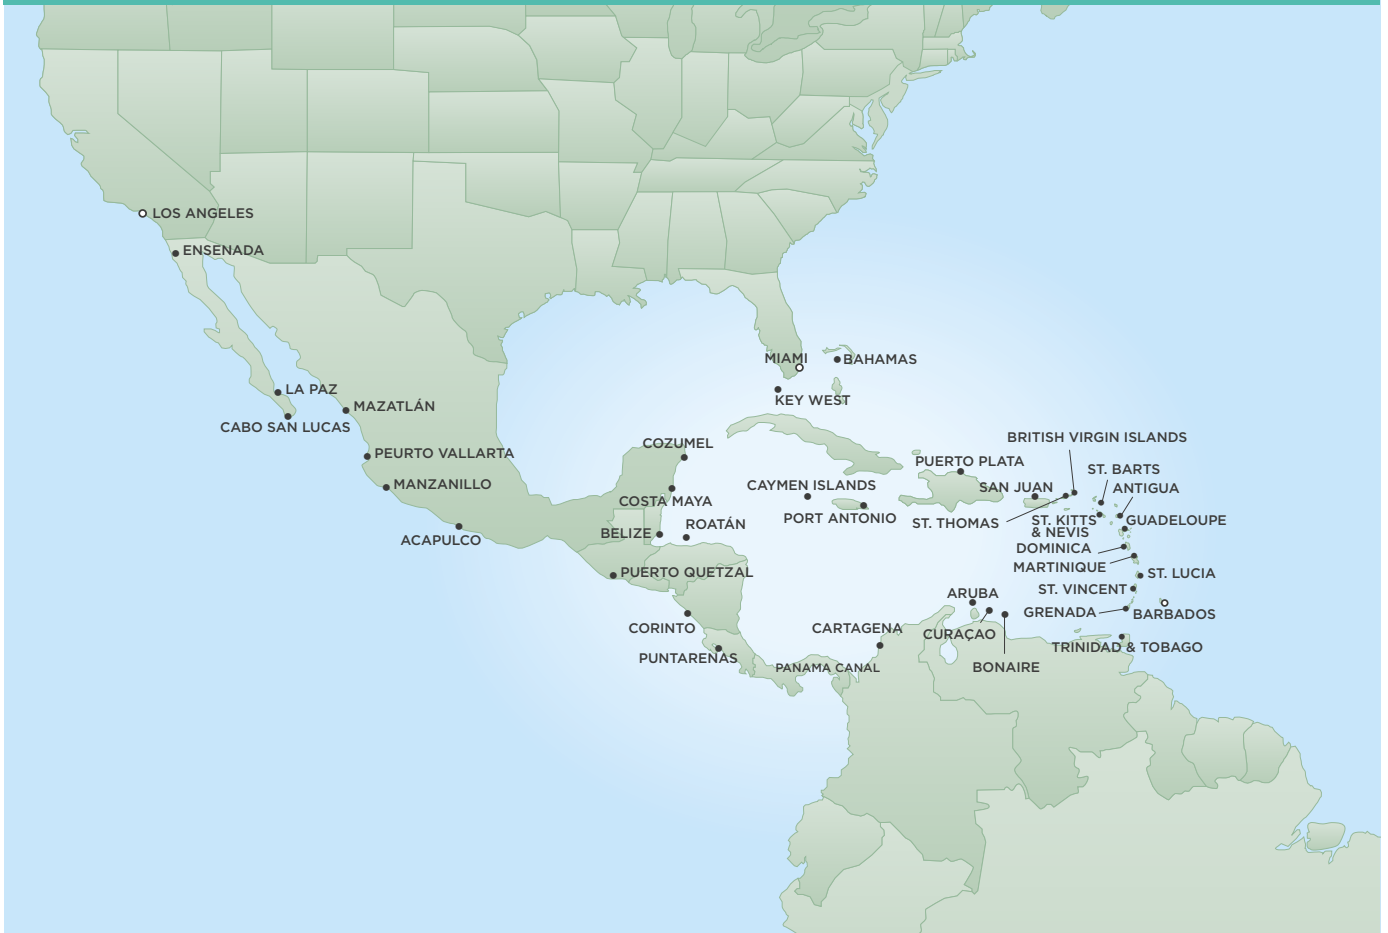 LOS ANGELES
ENSENADA
MIAMI
BAHAMAS
LA PAZ
KEY WEST
MAZATLÁN
CABO SAN LUCAS
BRITISH VIRGIN ISLANDS
COZUMEL
PEURTO VALLARTA
PUERTO PLATA
ST. BARTS
MANZANILLO
CAYMEN ISLANDS
SAN JUAN
ANTIGUA
COSTA MAYA
PORT ANTONIO
ST. THOMAS
ST. KITTS
& NEVIS
GUADELOUPE
ROATÁN
BELIZE
ACAPULCO
DOMINICA
MARTINIQUE
PUERTO QUETZAL
ST. LUCIA
ST. VINCENT
ARUBA
GRENADA
BARBADOS
CORINTO
CARTAGENA
CURAÇAO
TRINIDAD & TOBAGO
PUNTARENAS
PANAMA CANAL
BONAIRE